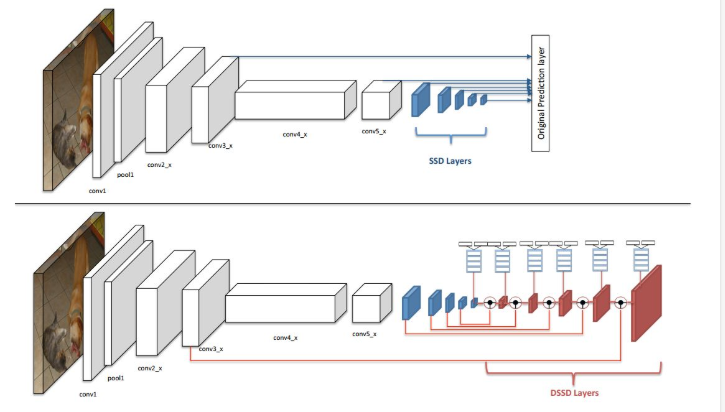 Original Prediction layer
conv1
pool1
conv2_x
conv3_x
conv4_x
conv5_x
SSD Layers
conv1
pool1
conv2_x
conv3_x
conv4_x
conv5_x
DSSD Layers